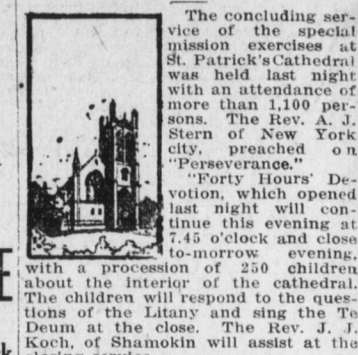 The concluding ser-
vice of the special
mission exercises at
St. Patrick's Cathedral
was held last night
with an attendance of
more than 1,100 per-
sons. The Rev. A. J.
Stern of New York
city, preached on
"Perseverance."
"Forty Hours' De-
votion, which opened
last night will con-
tinue this evening at
7.45 o'clock and close
to-morrow evening,
with a procession of 250 children
about the interior of the cathedral.
The children will respond to the ques-
tions of the Litany and sing the Te
Deum at the close. The Rev. J. J.
Koch, of Shamokin will assist at the
closing service.